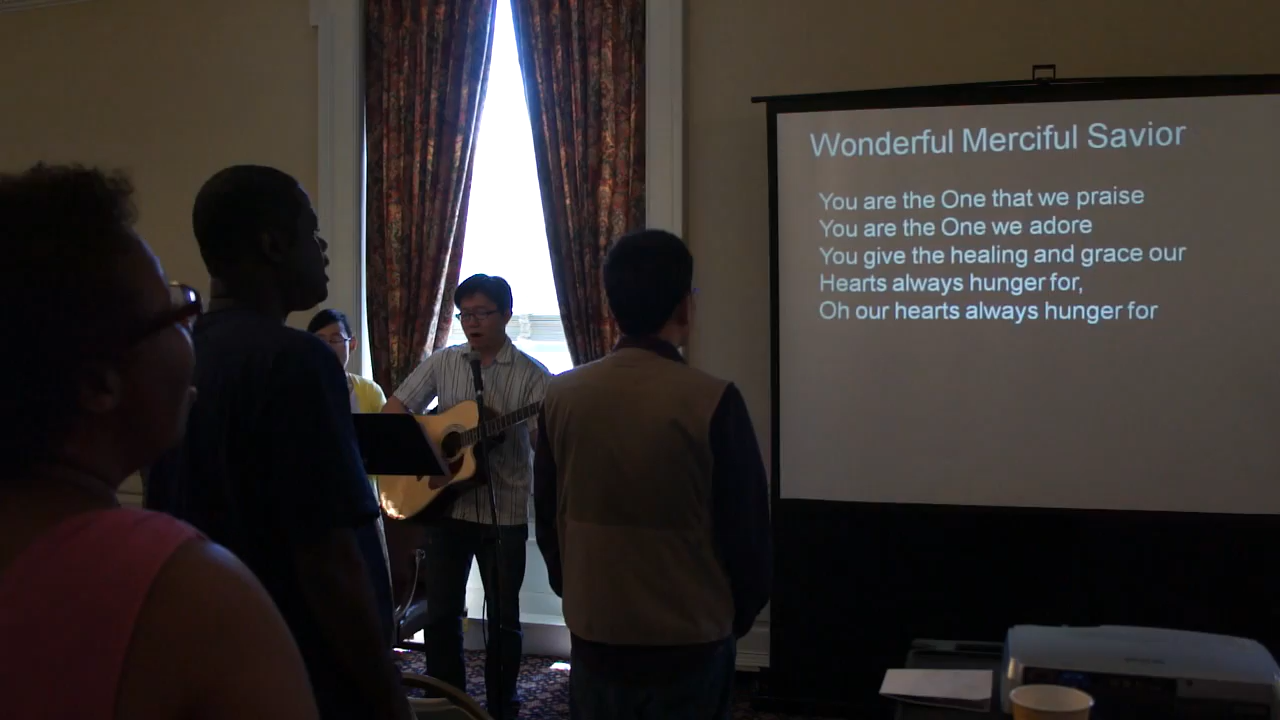 Wonderful Merciful Savior
You are the One that we praise
You are the One we adore
You give the healing and grace our
Hearts always hunger for,
Oh our hearts always hunger for